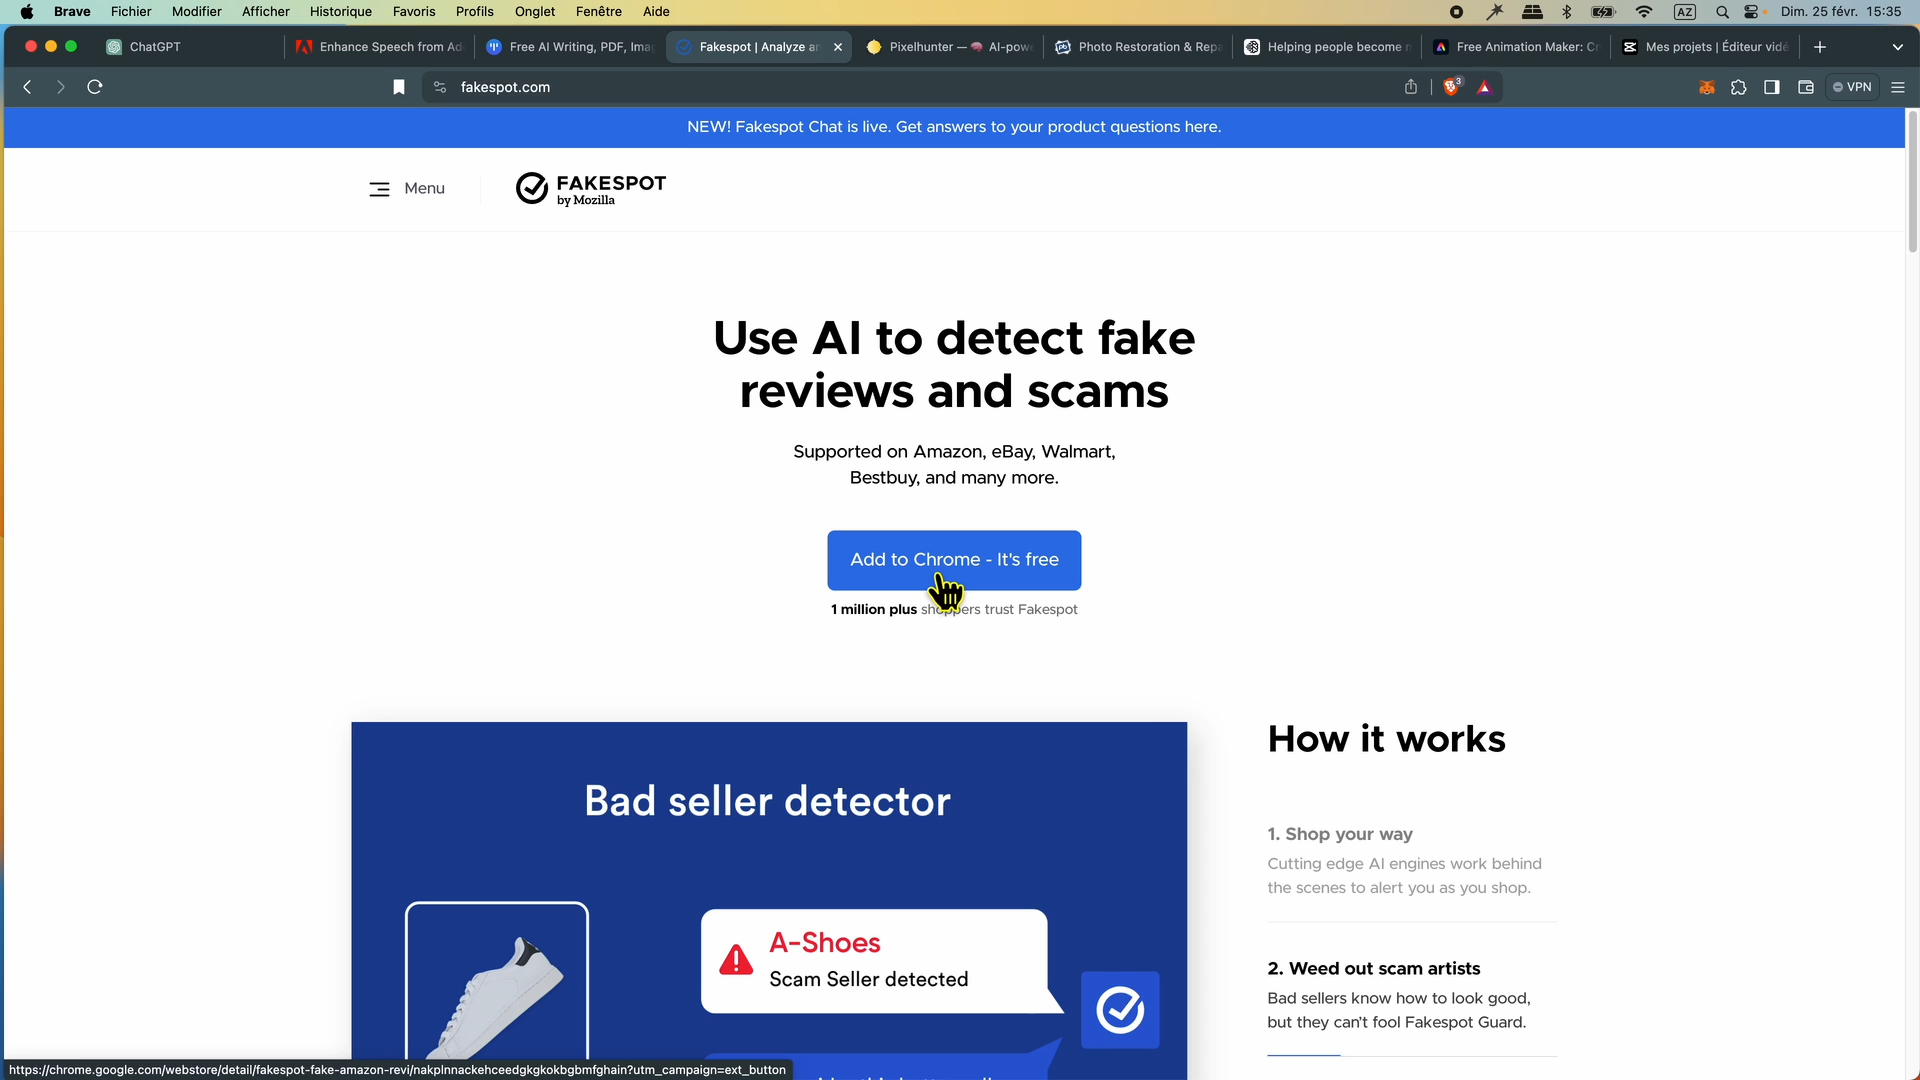 Brave Fichier Modifier Afficher Historique Favoris Profils Onglet Fenêtre Aide AZ Dim. 25 févr. 15:35
ChatGPT Enhance Speech from Ad Free AI Writing, PDF, Ima Fakespot | Analyze an Pixelhunter — AI-powe Photo Restoration & Repa Helping people become Free Animation Maker: Cr Mes projets | Éditeur vidé
fakespot.com 3 VPN
NEW! Fakespot Chat is live. Get answers to your product questions here.
Menu
FAKESPOT
by Mozilla
Use AI to detect fake
reviews and scams
Supported on Amazon, eBay, Walmart,
Bestbuy, and many more.
Add to Chrome - It's free
1 million plus shoppers trust Fakespot
Bad seller detector
A-Shoes
Scam Seller detected
How it works
1. Shop your way
Cutting edge AI engines work behind
the scenes to alert you as you shop.
2. Weed out scam artists
Bad sellers know how to look good,
but they can't fool Fakespot Guard.
https://chrome.google.com/webstore/detail/fakespot-fake-amazon-revi/nakplnnackehceedgkgkokbgbmfghain?utm_campaign=ext_button